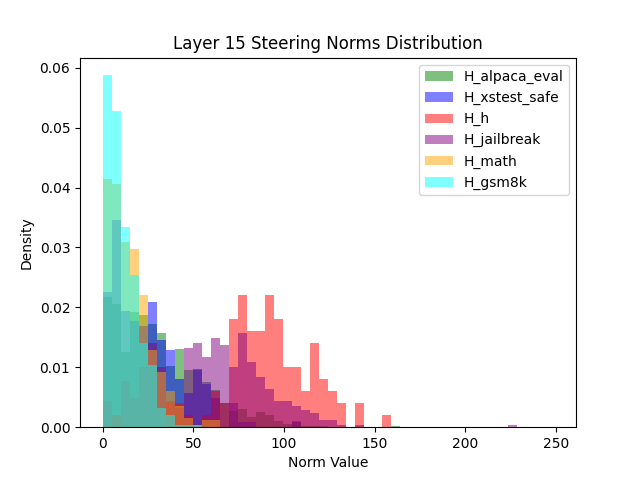 Layer 15 Steering Norms Distribution
H_alpaca_eval
H_xstest_safe
H_h
H_jailbreak
H_math
H_gsm8k
Density
0.06
0.05
0.04
0.03
0.02
0.01
0.00
0
50
100
150
200
250
Norm Value